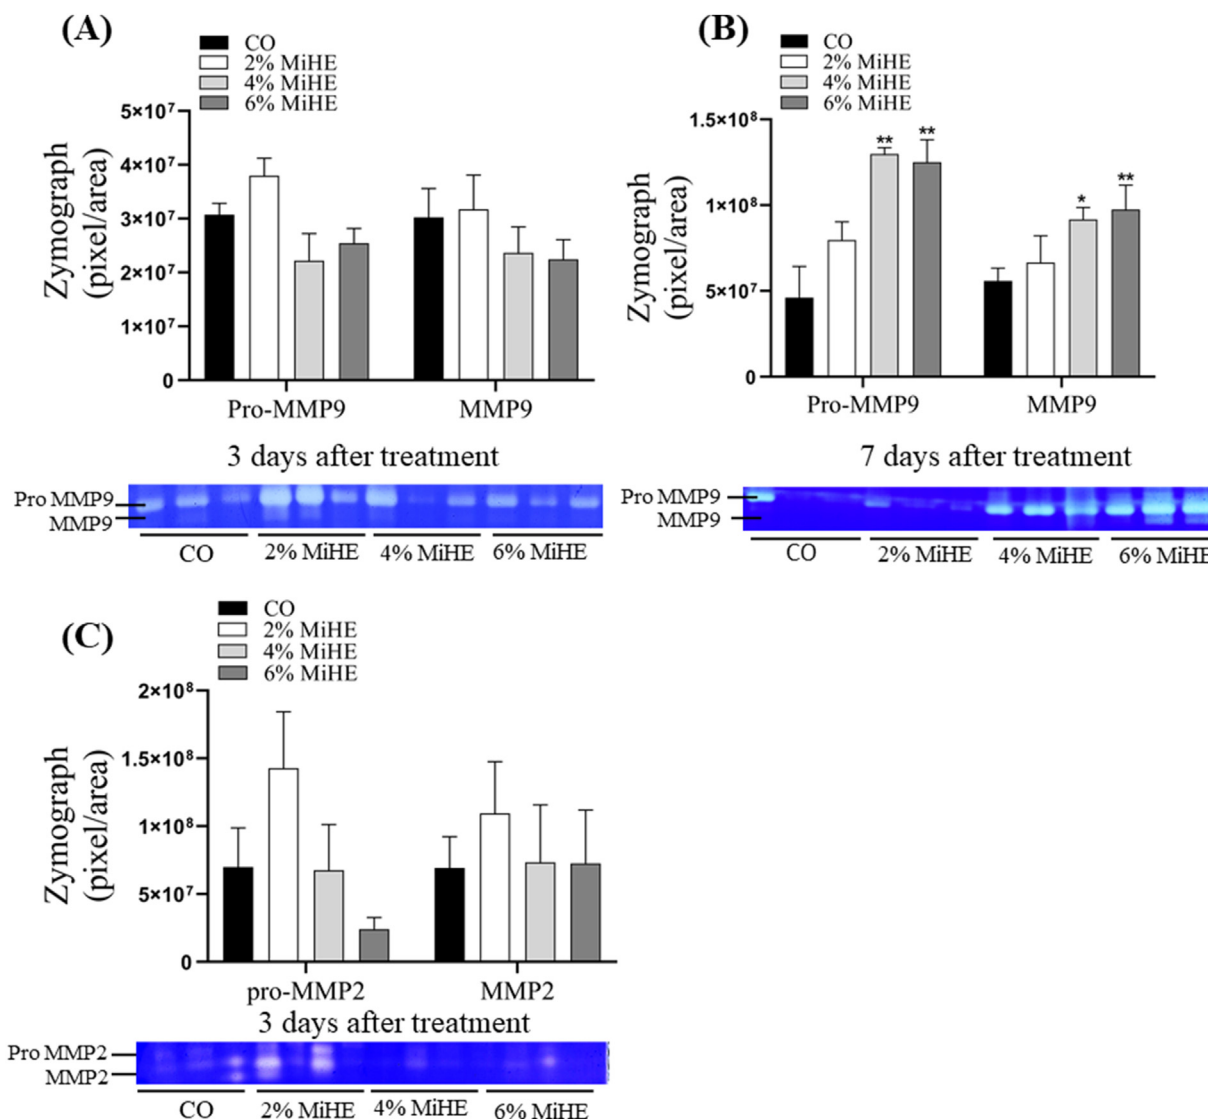 (A)
CO
2% MiHE
4% MiHE
6% MiHE
Zymograph
(pixel/area)
5×10⁷
4×10⁷
3×10⁷
2×10⁷
1×10⁷
0
Pro-MMP9 MMP9
3 days after treatment
Pro MMP9
MMP9
CO 2% MiHE 4% MiHE 6% MiHE
(B)
CO
2% MiHE
4% MiHE
6% MiHE
Zymograph
(pixel/area)
1.5×10⁸
1×10⁸
5×10⁷
0
** ** * **
Pro-MMP9 MMP9
7 days after treatment
Pro MMP9
MMP9
CO 2% MiHE 4% MiHE 6% MiHE
(C)
CO
2% MiHE
4% MiHE
6% MiHE
Zymograph
(pixel/area)
2×10⁸
1.5×10⁸
1×10⁸
5×10⁷
0
pro-MMP2 MMP2
3 days after treatment
Pro MMP2
MMP2
CO 2% MiHE 4% MiHE 6% MiHE